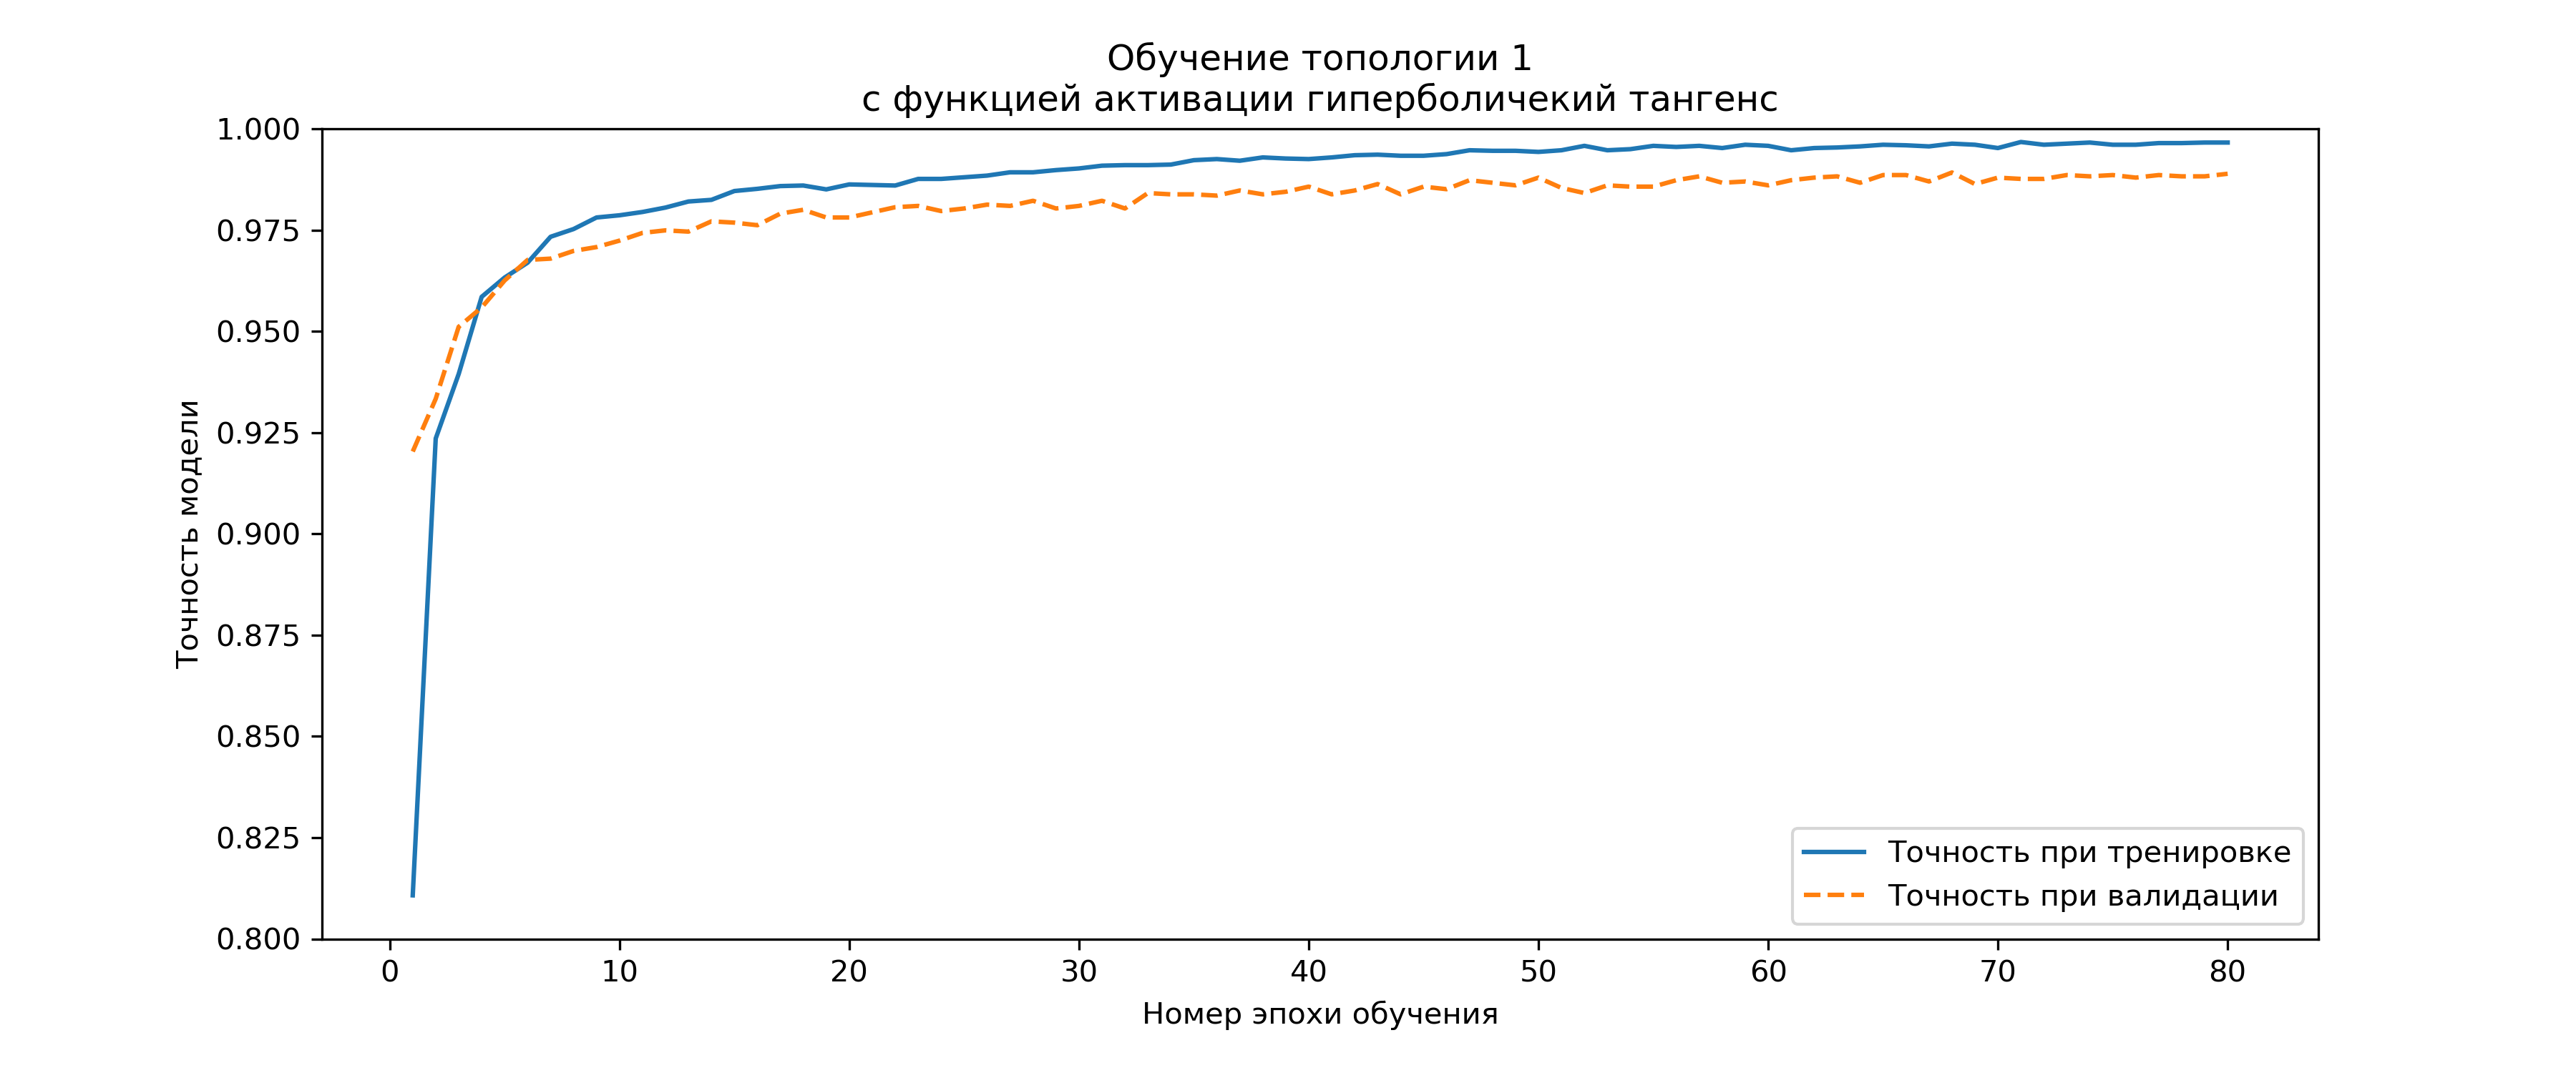 Обучение топологии 1
с функцией активации гиперболичекий тангенс
1.000
0.975
0.950
0.925
0.900
0.875
0.850
0.825
0.800
Точность модели
0 10 20 30 40 50 60 70 80
Номер эпохи обучения
Точность при тренировке
Точность при валидации